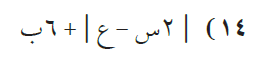 ١٤) | ٢س – ع | + ٦ب